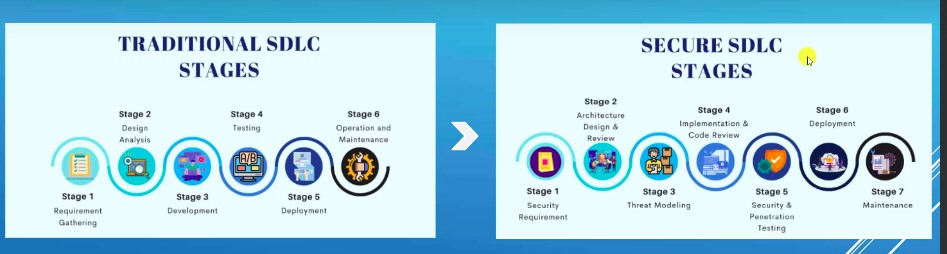 TRADITIONAL SDLC
STAGES
Stage 1
Requirement
Gathering
Stage 2
Design
Analysis
Stage 3
Development
Stage 4
Testing
A/B
Stage 5
Deployment
Stage 6
Operation and
Maintenance
SECURE SDLC
STAGES
Stage 1
Security
Requirement
Stage 2
Architecture
Design &
Review
Stage 3
Threat Modeling
Stage 4
Implementation &
Code Review
Stage 5
Security &
Penetration
Testing
Stage 6
Deployment
Stage 7
Maintenance